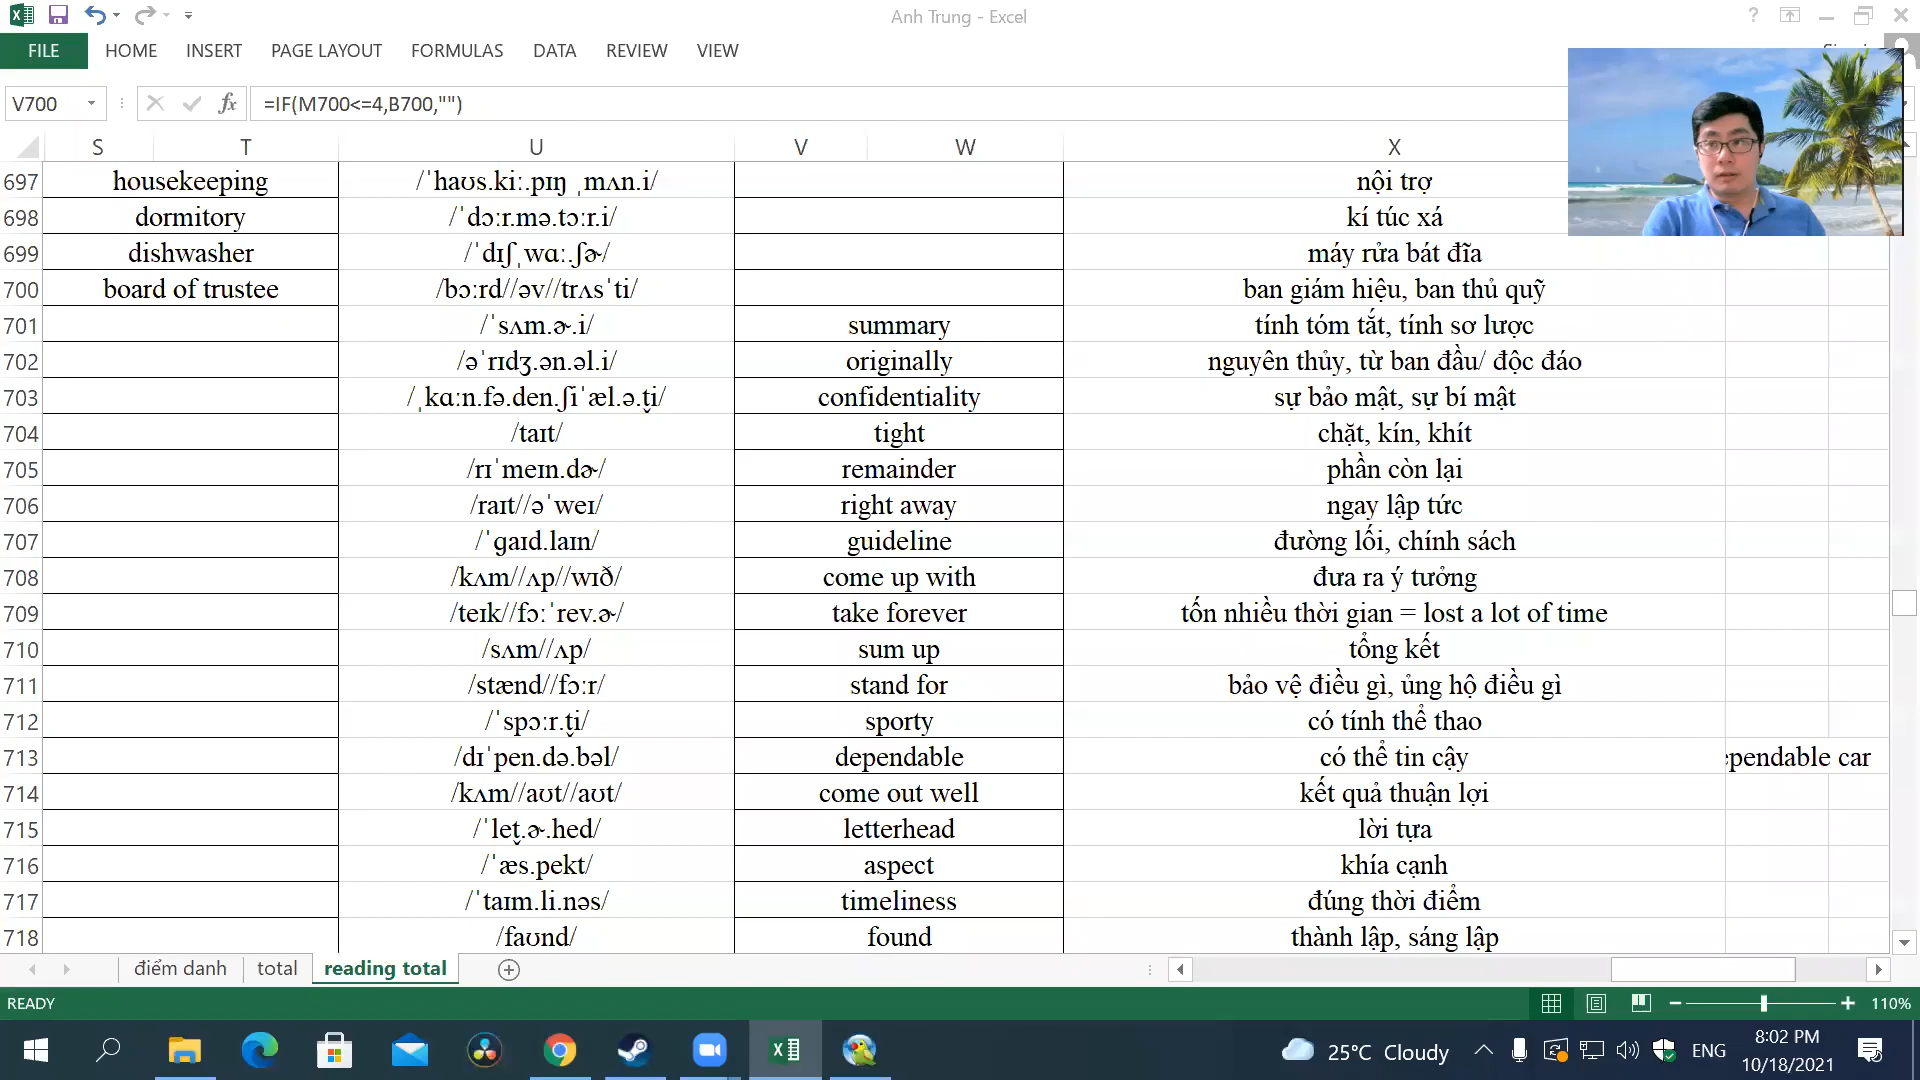 Anh Trung - Excel
FILE HOME INSERT PAGE LAYOUT FORMULAS DATA REVIEW VIEW
V700 fx =IF(M700<=4,B700,"")
S T U V W X
697 housekeeping /ˈhaʊs.kiː.pɪŋ ˌmʌn.i/ nội trợ
698 dormitory /ˈdɔːr.mə.tɔːr.i/ kí túc xá
699 dishwasher /ˈdɪʃˌwɑː.ʃɚ/ máy rửa bát đĩa
700 board of trustee /bɔːrd//əv//trʌsˈti/ ban giám hiệu, ban thủ quỹ
701 /ˈsʌm.ɚ.i/ summary tính tóm tắt, tính sơ lược
702 /əˈrɪdʒ.ən.əl.i/ originally nguyên thủy, từ ban đầu/ độc đáo
703 /ˌkɑːn.fə.den.ʃiˈæl.ə.t̬i/ confidentiality sự bảo mật, sự bí mật
704 /taɪt/ tight chặt, kín, khít
705 /rɪˈmeɪn.dɚ/ remainder phần còn lại
706 /raɪt//əˈweɪ/ right away ngay lập tức
707 /ˈɡaɪd.laɪn/ guideline đường lối, chính sách
708 /kʌm//ʌp//wɪð/ come up with đưa ra ý tưởng
709 /teɪk//fɔːˈrev.ɚ/ take forever tốn nhiều thời gian = lost a lot of time
710 /sʌm//ʌp/ sum up tổng kết
711 /stænd//fɔːr/ stand for bảo vệ điều gì, ủng hộ điều gì
712 /ˈspɔːr.t̬i/ sporty có tính thể thao
713 /dɪˈpen.də.bəl/ dependable có thể tin cậy ependable car
714 /kʌm//aʊt//aʊt/ come out well kết quả thuận lợi
715 /ˈlet̬.ɚ.hed/ letterhead lời tựa
716 /ˈæs.pekt/ aspect khía cạnh
717 /ˈtaɪm.li.nəs/ timeliness đúng thời điểm
718 /faʊnd/ found thành lập, sáng lập
điểm danh total reading total
READY 110%
25°C Cloudy ENG 8:02 PM
10/18/2021